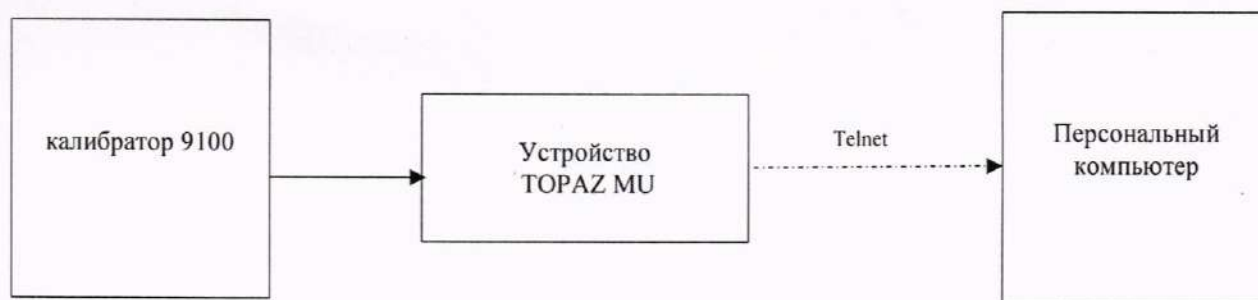 калибратор 9100
Устройство
TOPAZ MU
Telnet
Персональный
компьютер